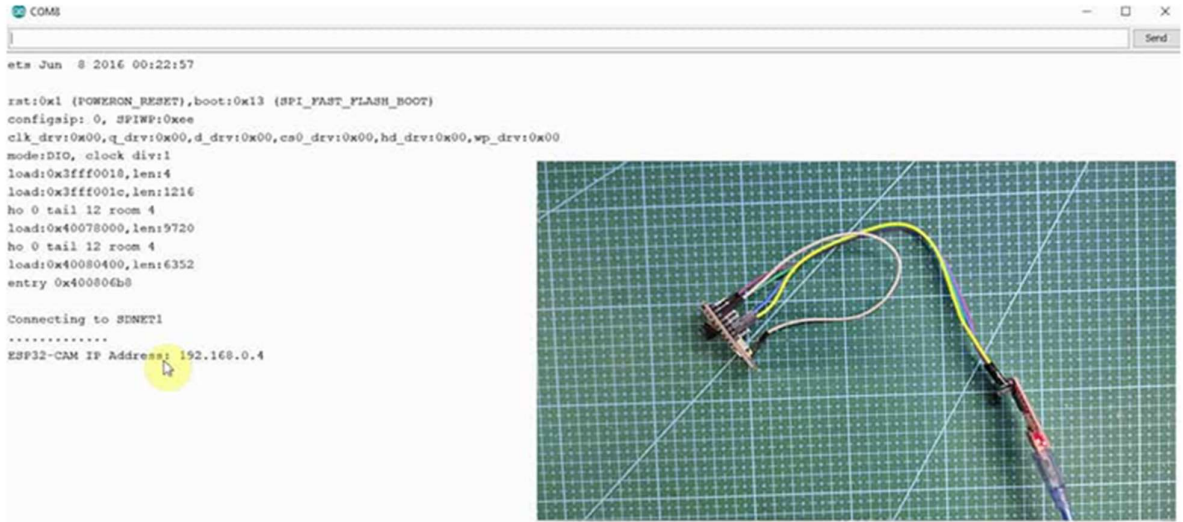 COM8
Send
ets Jun  8 2016 00:22:57
rst:0x1 (POWERON_RESET),boot:0x13 (SPI_FAST_FLASH_BOOT)
configsip: 0, SPIWP:0xee
clk_drv:0x00,q_drv:0x00,d_drv:0x00,cs0_drv:0x00,hd_drv:0x00,wp_drv:0x00
mode:DIO, clock div:1
load:0x3fff0018,len:4
load:0x3fff001c,len:1216
ho 0 tail 12 room 4
load:0x40078000,len:9720
ho 0 tail 12 room 4
load:0x40080400,len:6352
entry 0x400806b8
Connecting to SDNET1
.............
ESP32-CAM IP Address: 192.168.0.4